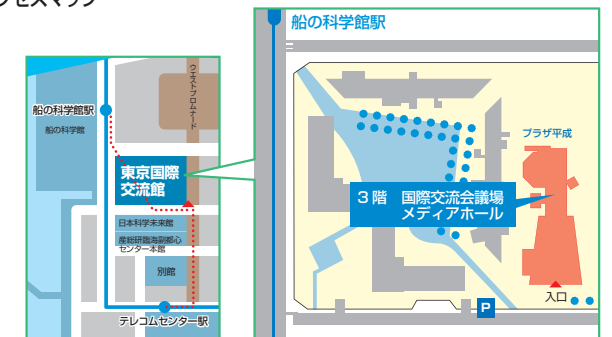 クセスマップ
船の科学館駅
船の科学館
ウエストプロムナード
東京国際
交流館
日本科学未来館
産総研臨海副都心
センター本館
別館
テレコムセンター駅
船の科学館駅
プラザ平成
3階 国際交流会議場
メディアホール
入口
P